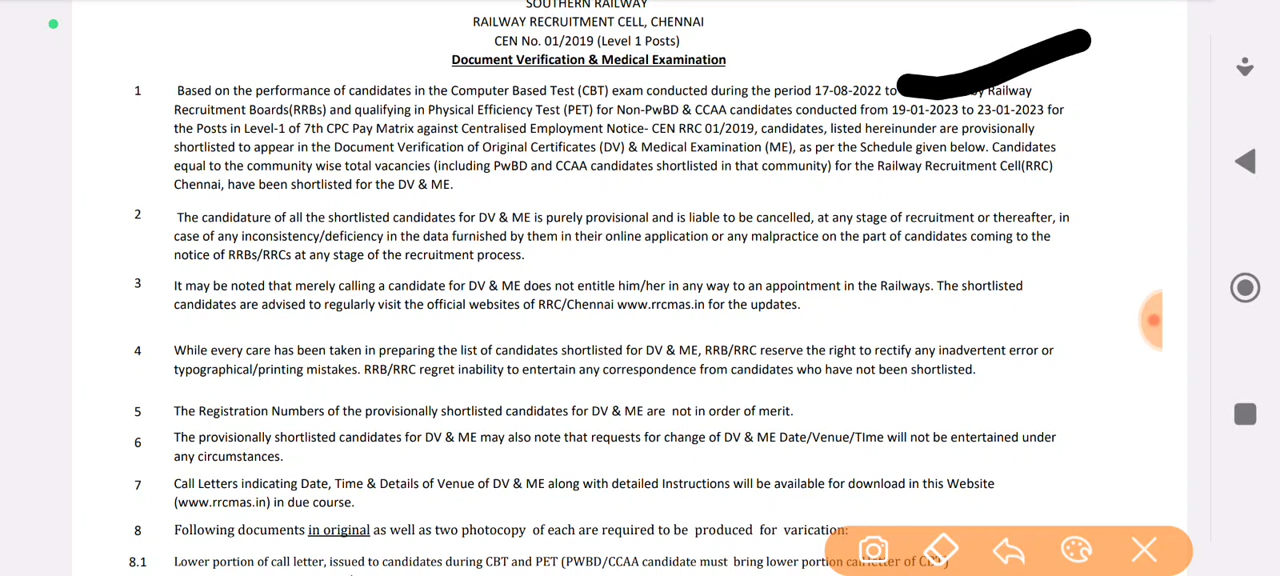 SOUTHERN RAILWAY
RAILWAY RECRUITMENT CELL, CHENNAI
CEN No. 01/2019 (Level 1 Posts)
Document Verification & Medical Examination
1 Based on the performance of candidates in the Computer Based Test (CBT) exam conducted during the period 17-08-2022 to Railway
Recruitment Boards(RRBs) and qualifying in Physical Efficiency Test (PET) for Non-PwBD & CCAA candidates conducted from 19-01-2023 to 23-01-2023 for
the Posts in Level-1 of 7th CPC Pay Matrix against Centralised Employment Notice- CEN RRC 01/2019, candidates, listed hereinunder are provisionally
shortlisted to appear in the Document Verification of Original Certificates (DV) & Medical Examination (ME), as per the Schedule given below. Candidates
equal to the community wise total vacancies (including PwBD and CCAA candidates shortlisted in that community) for the Railway Recruitment Cell(RRC)
Chennai, have been shortlisted for the DV & ME.
2 The candidature of all the shortlisted candidates for DV & ME is purely provisional and is liable to be cancelled, at any stage of recruitment or thereafter, in
case of any inconsistency/deficiency in the data furnished by them in their online application or any malpractice on the part of candidates coming to the
notice of RRBs/RRCs at any stage of the recruitment process.
3 It may be noted that merely calling a candidate for DV & ME does not entitle him/her in any way to an appointment in the Railways. The shortlisted
candidates are advised to regularly visit the official websites of RRC/Chennai www.rrcmas.in for the updates.
4 While every care has been taken in preparing the list of candidates shortlisted for DV & ME, RRB/RRC reserve the right to rectify any inadvertent error or
typographical/printing mistakes. RRB/RRC regret inability to entertain any correspondence from candidates who have not been shortlisted.
5 The Registration Numbers of the provisionally shortlisted candidates for DV & ME are not in order of merit.
6 The provisionally shortlisted candidates for DV & ME may also note that requests for change of DV & ME Date/Venue/TIme will not be entertained under
any circumstances.
7 Call Letters indicating Date, Time & Details of Venue of DV & ME along with detailed Instructions will be available for download in this Website
(www.rrcmas.in) in due course.
8 Following documents in original as well as two photocopy of each are required to be produced for varication:
8.1 Lower portion of call letter, issued to candidates during CBT and PET (PWBD/CCAA candidate must bring lower portion call letter of